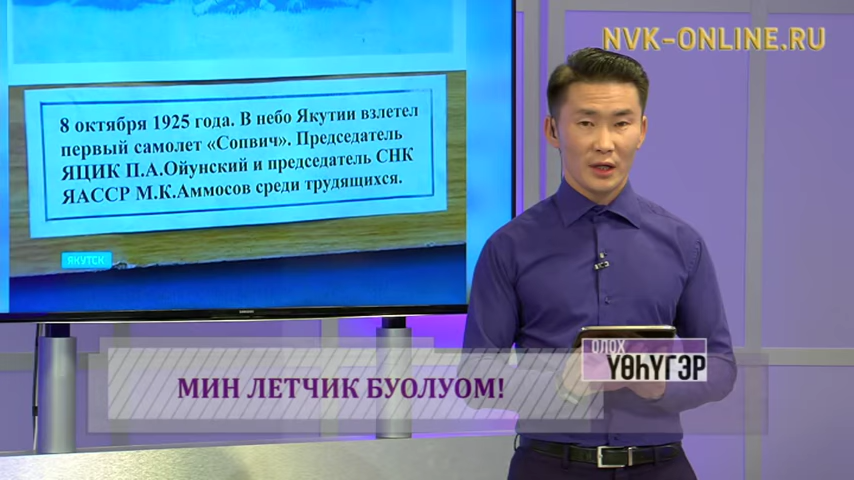 NVK-ONLINE.RU
8 октября 1925 года. В небо Якутии взлетел
первый самолет «Сопвич». Председатель
ЯЦИК П.А.Ойунский и председатель СНК
ЯАССР М.К.Аммосов среди трудящихся.
ЯКУТСК
ОЛОХ
ҮӨҺҮГЭР
МИН ЛЕТЧИК БУОЛУОМ!